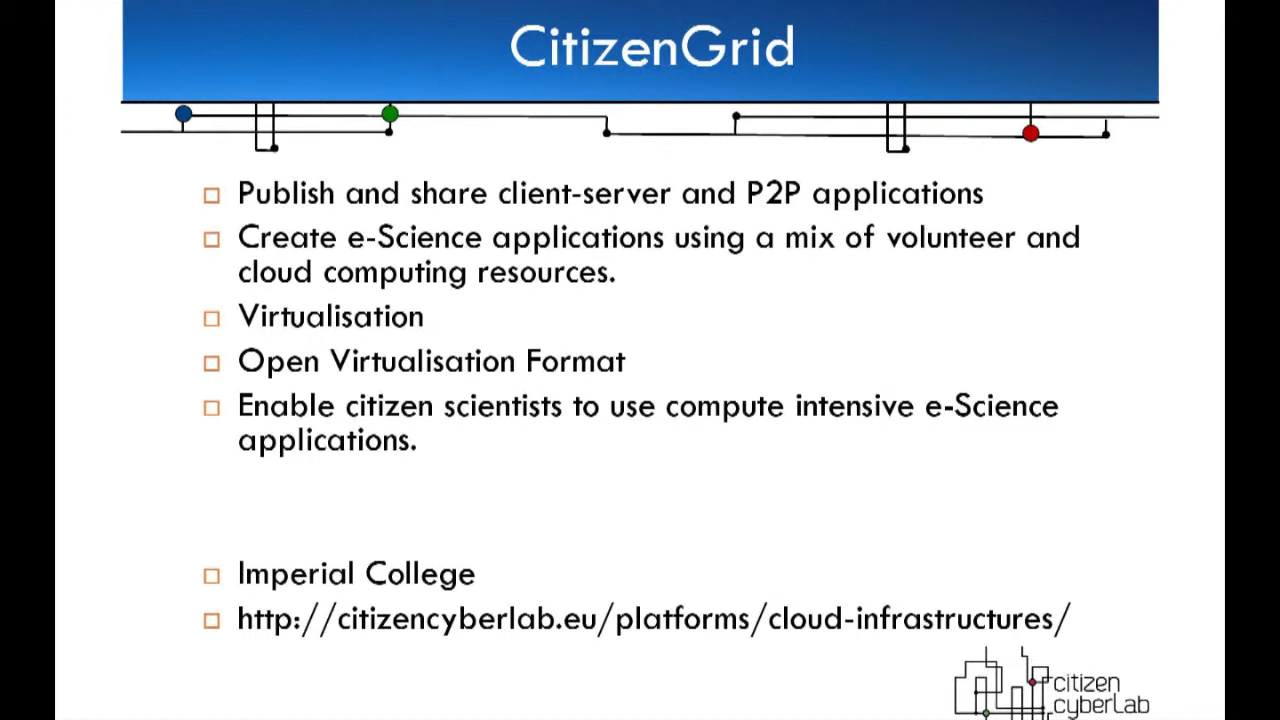 CitizenGrid
Publish and share client-server and P2P applications
Create e-Science applications using a mix of volunteer and
cloud computing resources.
Virtualisation
Open Virtualisation Format
Enable citizen scientists to use compute intensive e-Science
applications.
Imperial College
http://citizencyberlab.eu/platforms/cloud-infrastructures/
citizen
cyberLab